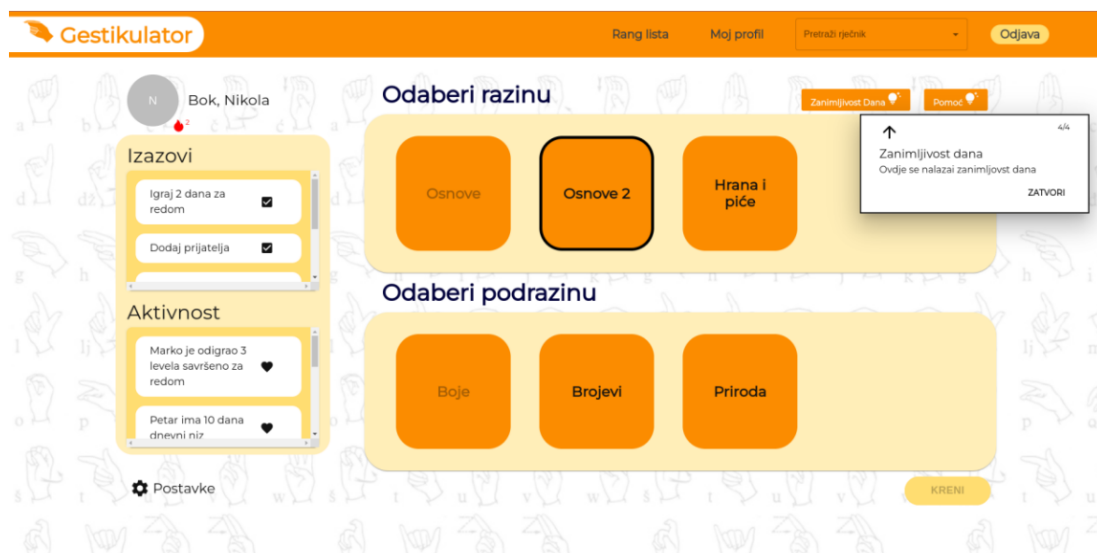 Gestikulator
Rang lista
Moj profil
Pretraži rječnik
Odjava
N
Bok, Nikola
2
Izazovi
Igraj 2 dana za
redom
Dodaj prijatelja
Aktivnost
Marko je odigrao 3
levela savršeno za
redom
Petar ima 10 dana
dnevni niz
Postavke
Odaberi razinu
Zanimljivost Dana
Pomoć
Osnove
Osnove 2
Hrana i
piće
4/4
Zanimljivost dana
Ovdje se nalazai zanimljovst dana
ZATVORI
Odaberi podrazinu
Boje
Brojevi
Priroda
KRENI